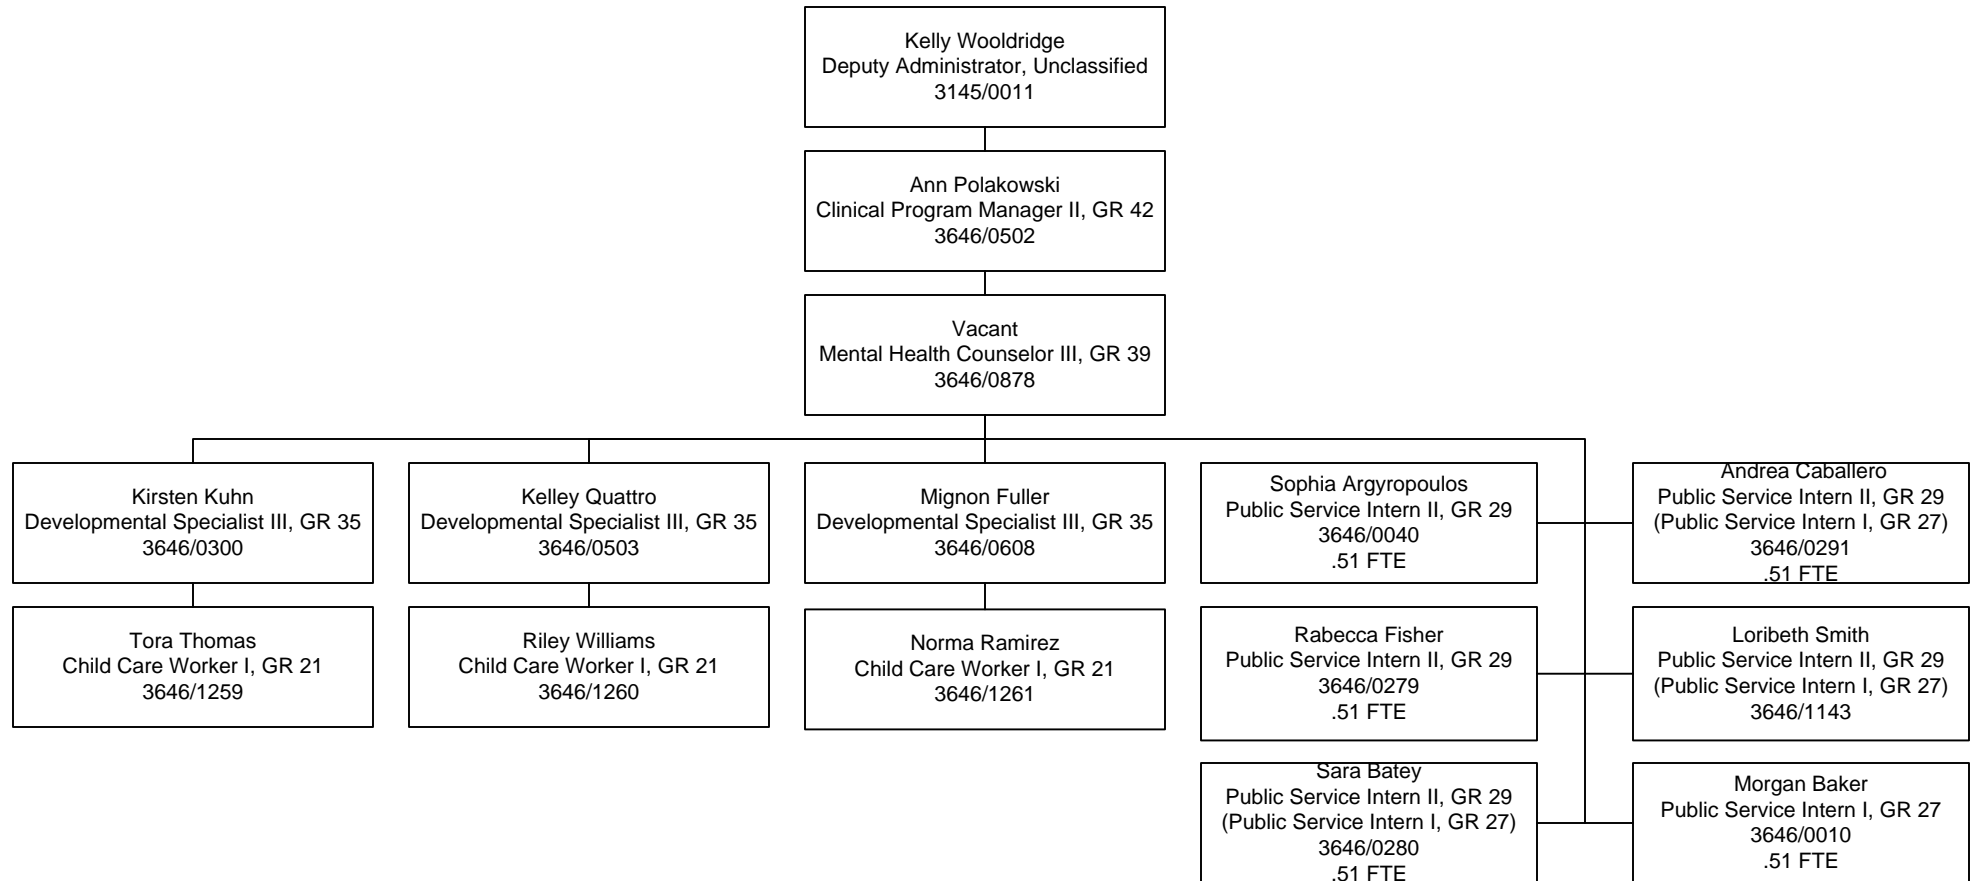 Kelly Wooldridge
Deputy Administrator, Unclassified
3145/0011
Ann Polakowski
Clinical Program Manager II, GR 42
3646/0502
Vacant
Mental Health Counselor III, GR 39
3646/0878
Kirsten Kuhn
Developmental Specialist III, GR 35
3646/0300
Kelley Quattro
Developmental Specialist III, GR 35
3646/0503
Mignon Fuller
Developmental Specialist III, GR 35
3646/0608
Sophia Argyropoulos
Public Service Intern II, GR 29
3646/0040
.51 FTE
Andrea Caballero
Public Service Intern II, GR 29
(Public Service Intern I, GR 27)
3646/0291
.51 FTE
Tora Thomas
Child Care Worker I, GR 21
3646/1259
Riley Williams
Child Care Worker I, GR 21
3646/1260
Norma Ramirez
Child Care Worker I, GR 21
3646/1261
Rabecca Fisher
Public Service Intern II, GR 29
3646/0279
.51 FTE
Loribeth Smith
Public Service Intern II, GR 29
(Public Service Intern I, GR 27)
3646/1143
Sara Batey
Public Service Intern II, GR 29
(Public Service Intern I, GR 27)
3646/0280
.51 FTE
Morgan Baker
Public Service Intern I, GR 27
3646/0010
.51 FTE